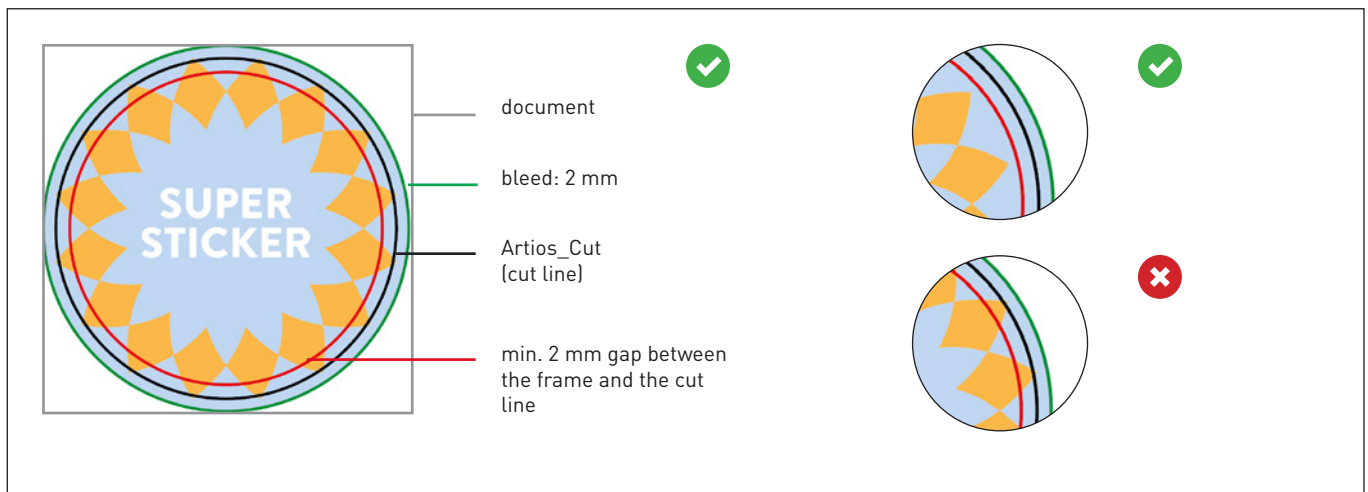 SUPER
STICKER
document
bleed: 2 mm
Artios_Cut
(cut line)
min. 2 mm gap between
the frame and the cut
line